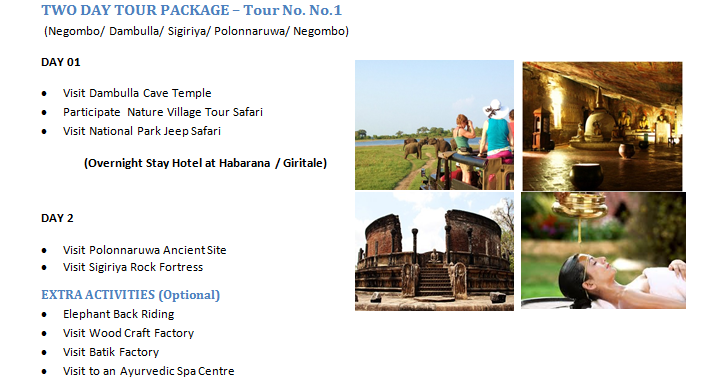 TWO DAY TOUR PACKAGE – Tour No. No.1
(Negombo/ Dambulla/ Sigiriya/ Polonnaruwa/ Negombo)
DAY 01
• Visit Dambulla Cave Temple
• Participate Nature Village Tour Safari
• Visit National Park Jeep Safari
(Overnight Stay Hotel at Habarana / Giritale)
DAY 2
• Visit Polonnaruwa Ancient Site
• Visit Sigiriya Rock Fortress
EXTRA ACTIVITIES (Optional)
• Elephant Back Riding
• Visit Wood Craft Factory
• Visit Batik Factory
• Visit to an Ayurvedic Spa Centre